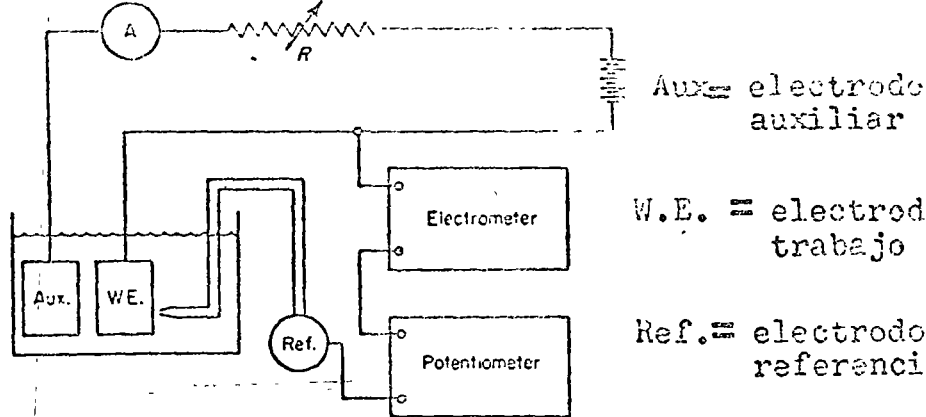 A
R
Aux= electrodo
auxiliar
Electrometer
W.E. = electrod
trabajo
Aux.
W.E.
Ref.
Potentiometer
Ref.= electrodo
referenci